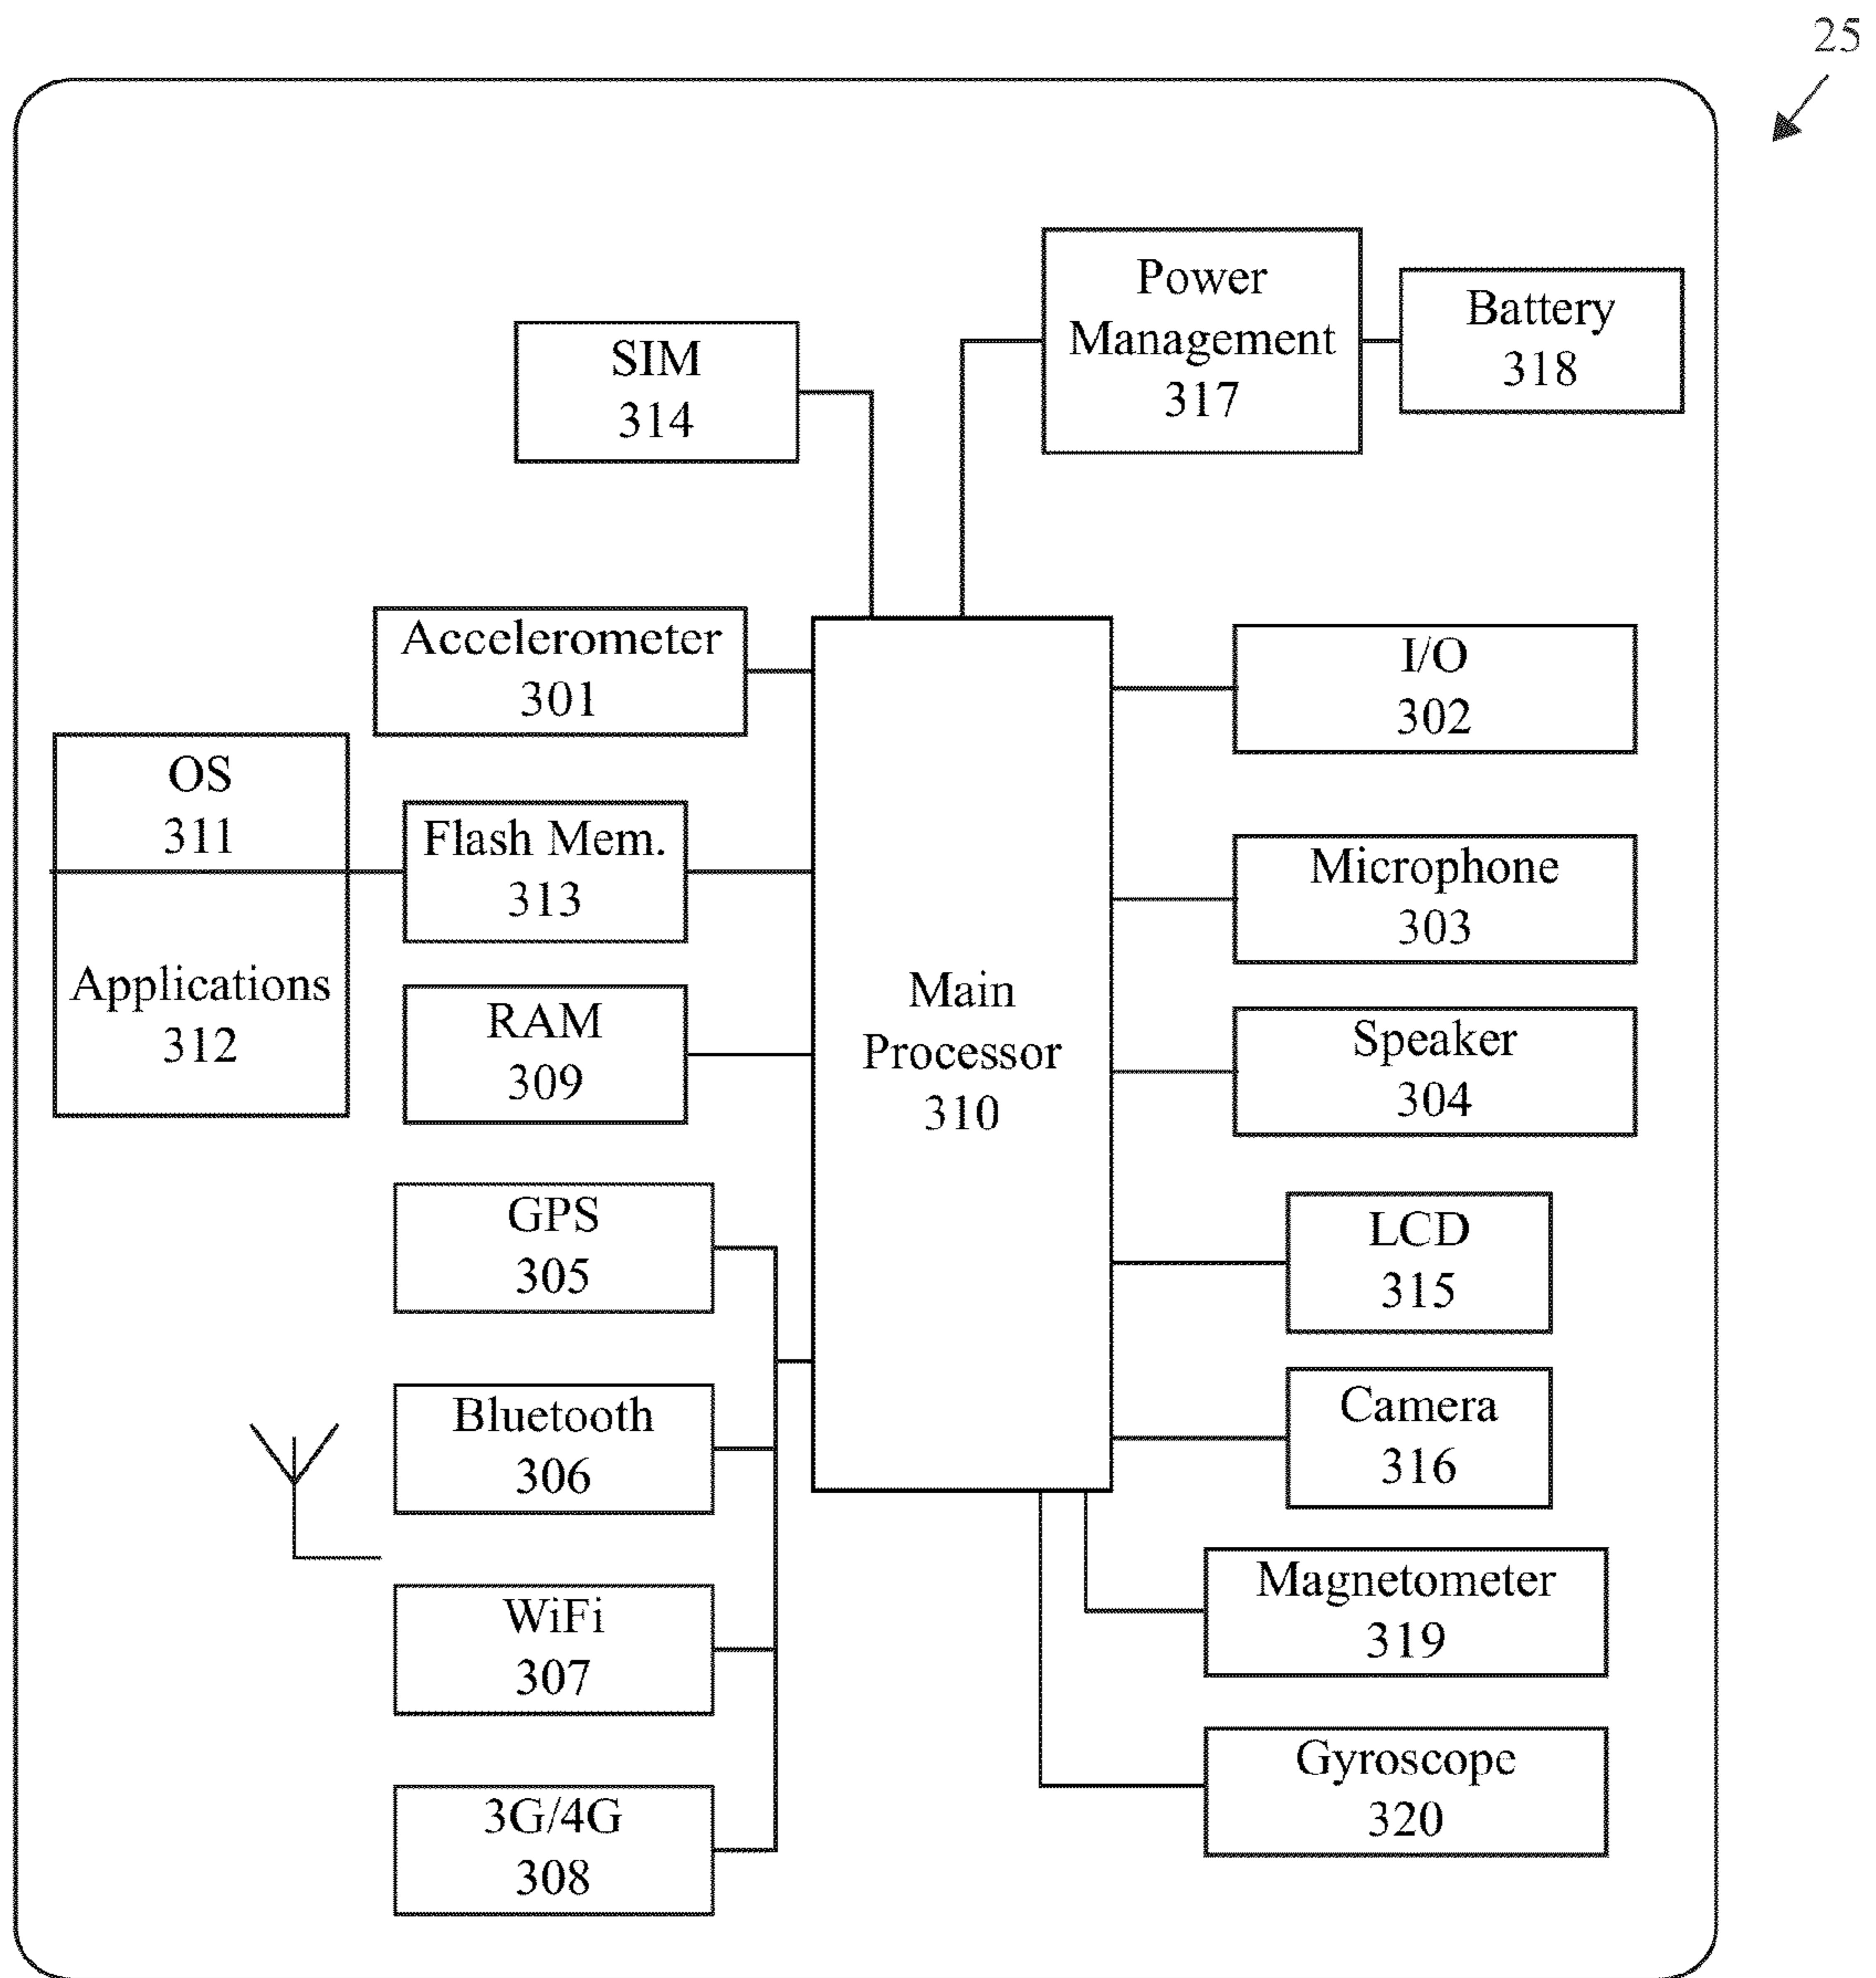 25
Power
Management
317
Battery
318
SIM
314
Accelerometer
301
I/O
302
OS
311
Flash Mem.
313
Microphone
303
Applications
312
RAM
309
Main
Processor
310
Speaker
304
GPS
305
LCD
315
Bluetooth
306
Camera
316
WiFi
307
Magnetometer
319
3G/4G
308
Gyroscope
320